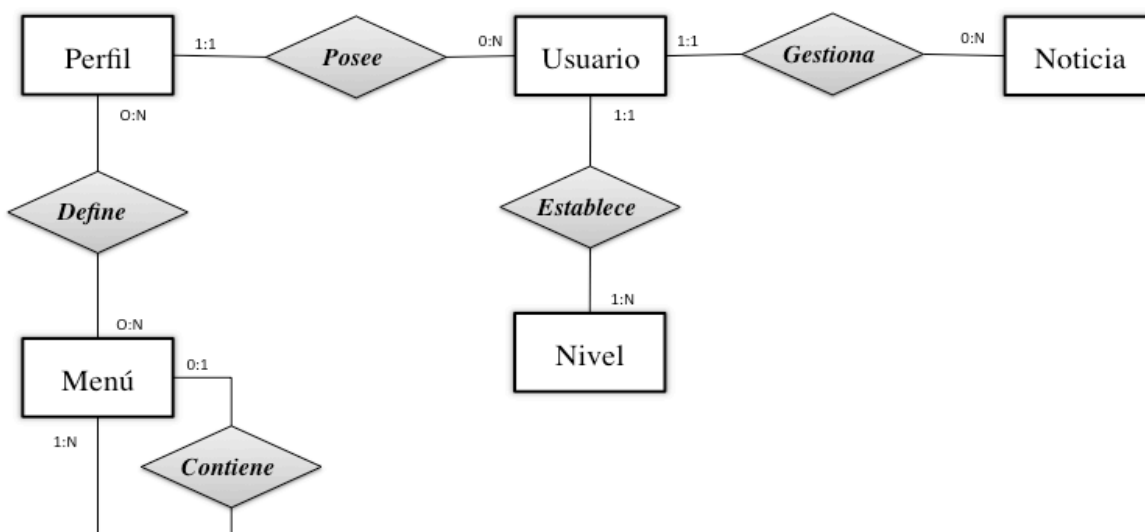 Perfil
1:1
Posee
0:N
Usuario
1:1
Gestiona
0:N
Noticia
O:N
1:1
Define
Establece
O:N
1:N
Menú
0:1
Nivel
1:N
Contiene